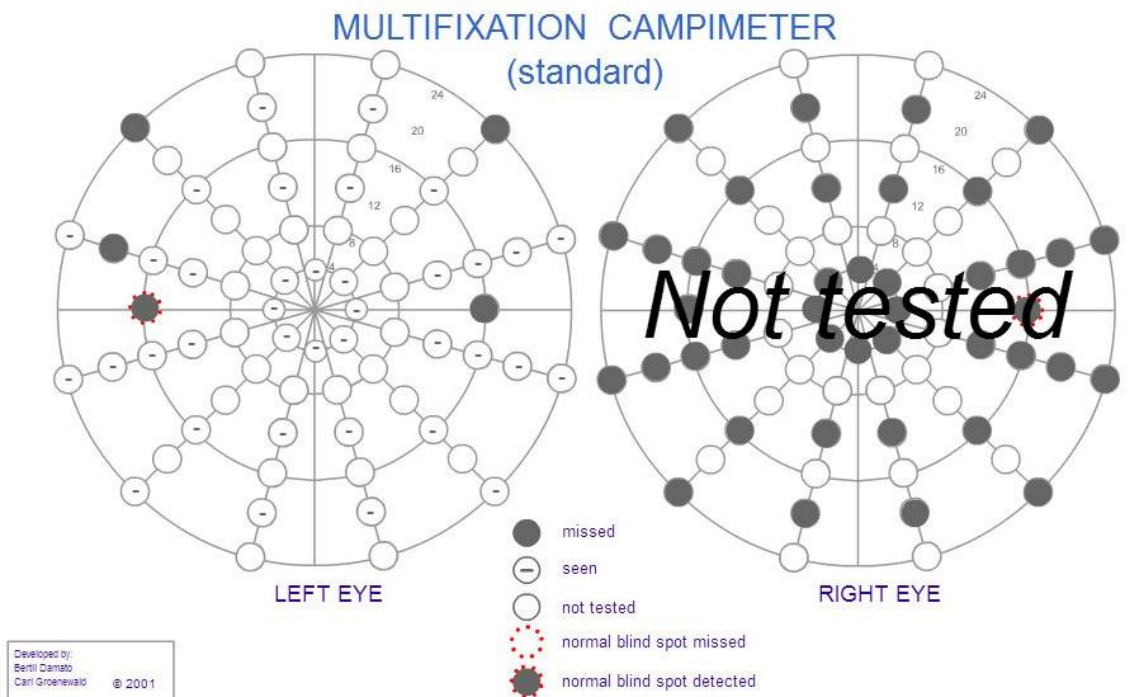 MULTIFIXATION CAMPIMETER
(standard)
24
20
16
12
8
4
24
20
16
12
8
4
Not tested
LEFT EYE
RIGHT EYE
missed
seen
not tested
normal blind spot missed
normal blind spot detected
Developed by:
Bertil Damato
Carl Groenewald © 2001